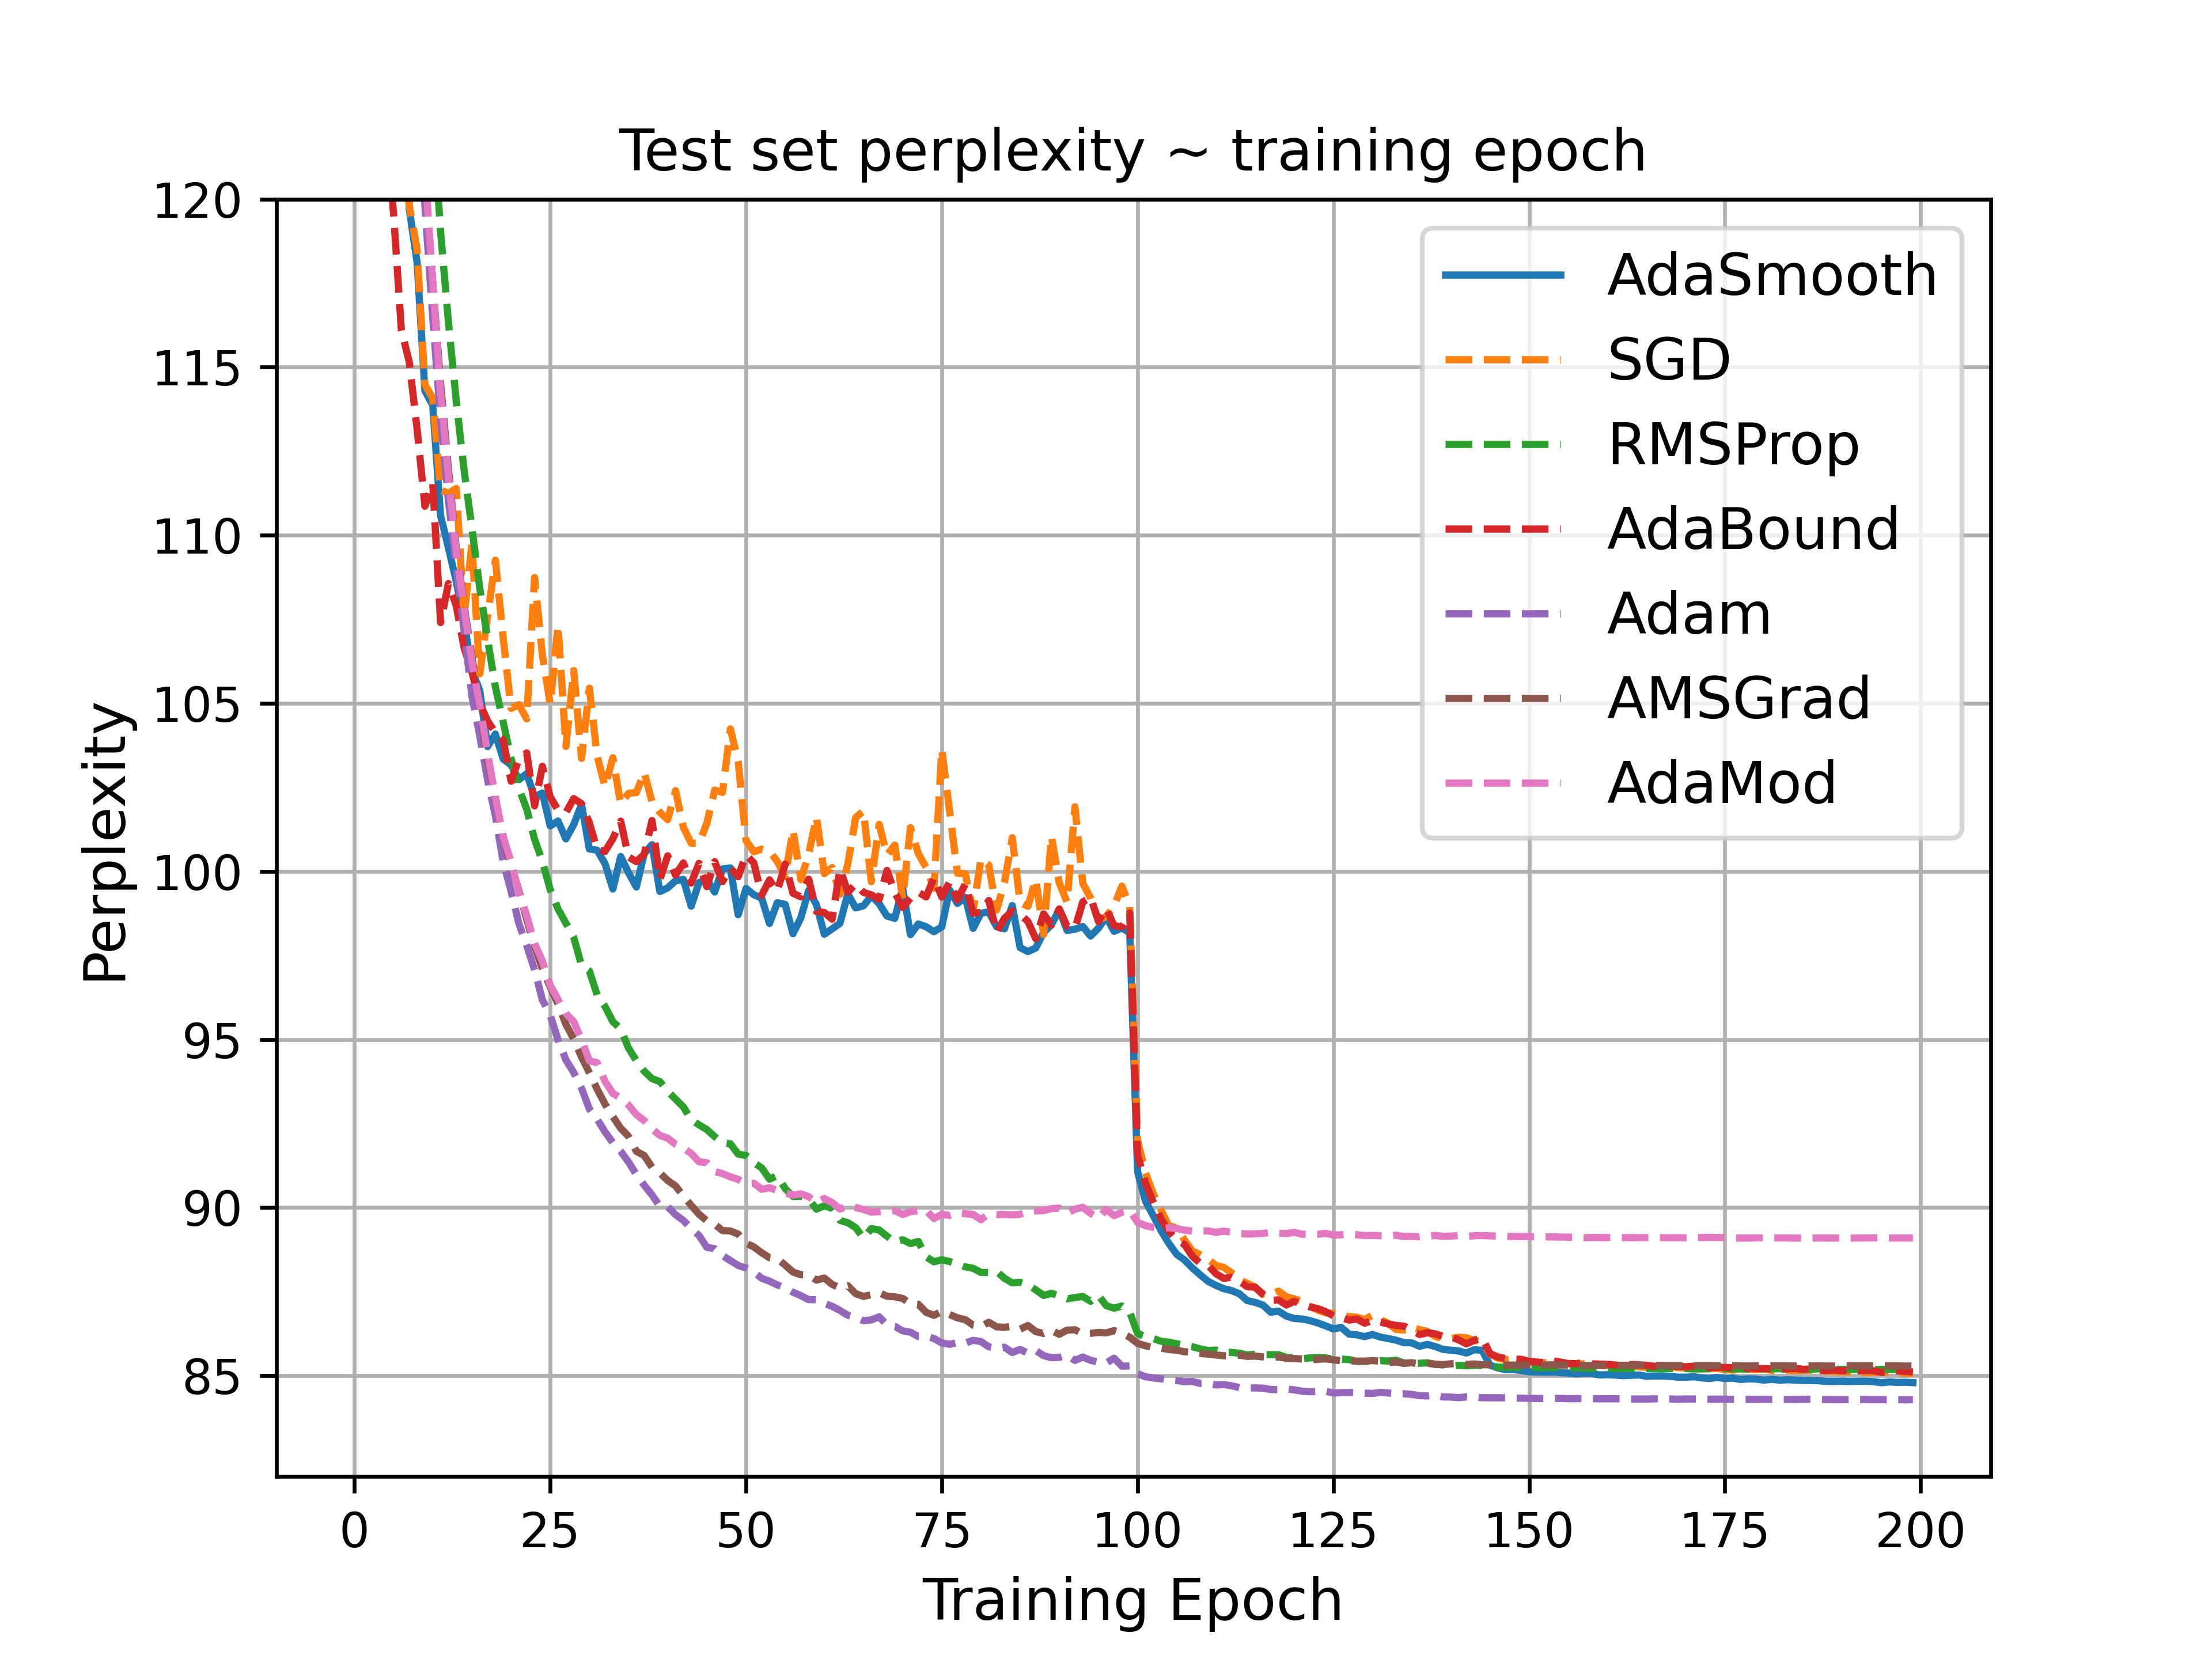 Test set perplexity ~ training epoch
120
115
110
105
100
95
90
85
Perplexity
AdaSmooth
SGD
RMSProp
AdaBound
Adam
AMSGrad
AdaMod
0 25 50 75 100 125 150 175 200
Training Epoch